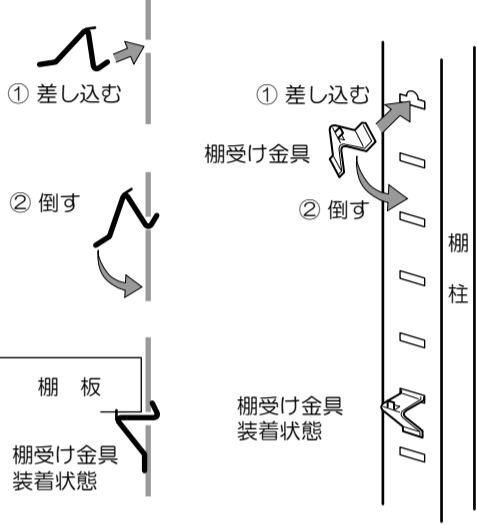 ① 差し込む
② 倒す
棚 板
棚受け金具
装着状態
① 差し込む
棚受け金具
② 倒す
棚柱
棚受け金具
装着状態